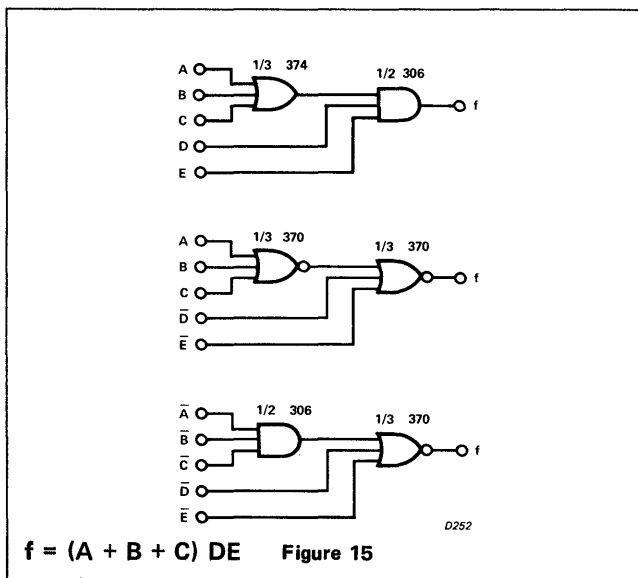 1/3 374
1/2 306
A
B
C
D
E
f
1/3 370
1/3 370
A
B
C
D̅
E̅
f
1/2 306
1/3 370
A̅
B̅
C̅
D̅
E̅
f
D252
f = (A + B + C) DE Figure 15